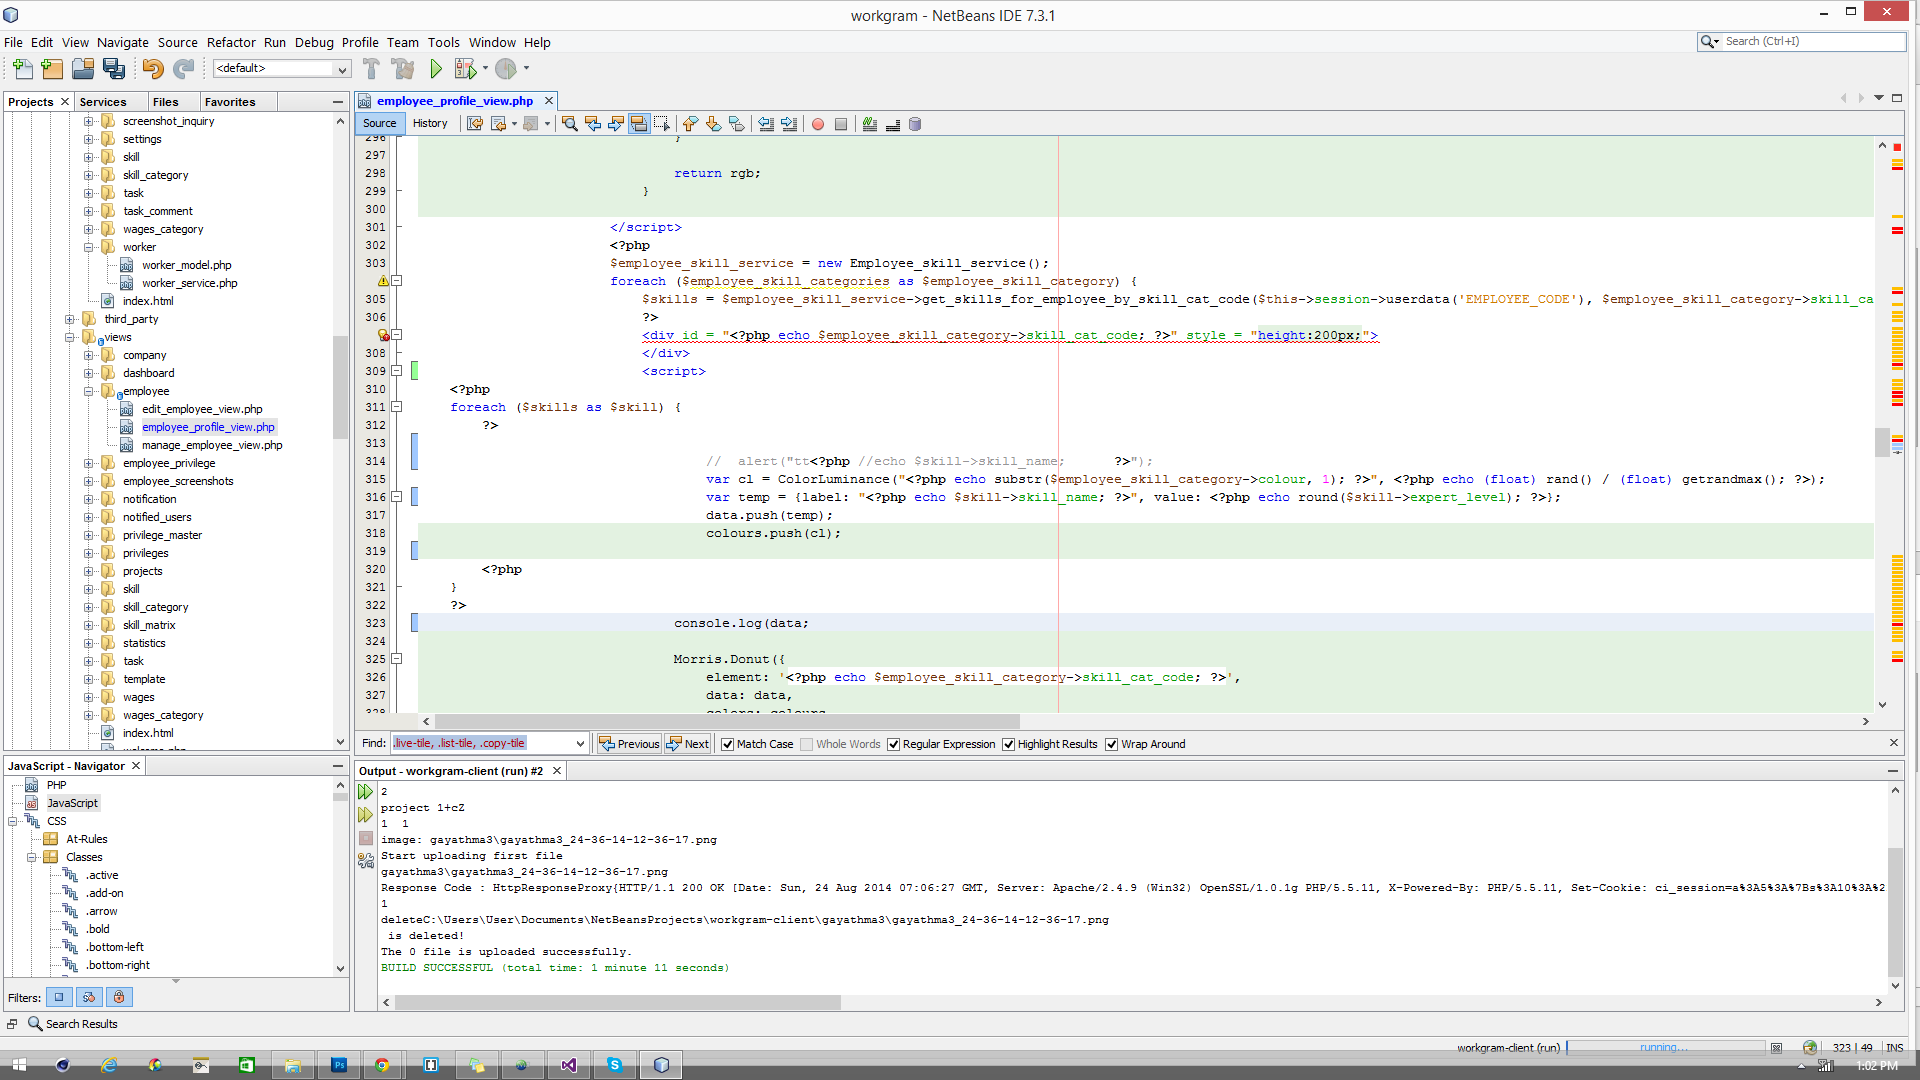 workgram - NetBeans IDE 7.3.1
File Edit View Navigate Source Refactor Run Debug Profile Team Tools Window Help
Search (Ctrl+I)
<default>
Projects Services Files Favorites
screenshot_inquiry
settings
skill
skill_category
task
task_comment
wages_category
worker
worker_model.php
worker_service.php
index.html
third_party
views
company
dashboard
employee
edit_employee_view.php
employee_profile_view.php
manage_employee_view.php
employee_privilege
employee_screenshots
notification
notified_users
privilege_master
privileges
projects
skill
skill_category
skill_matrix
statistics
task
template
wages
wages_category
index.html
welcome.php
employee_profile_view.php
Source History
296 }
297
298 return rgb;
299 }
300
301 </script>
302 <?php
303 $employee_skill_service = new Employee_skill_service();
foreach ($employee_skill_categories as $employee_skill_category) {
305 $skills = $employee_skill_service->get_skills_for_employee_by_skill_cat_code($this->session->userdata('EMPLOYEE_CODE'), $employee_skill_category->skill_ca
306 ?>
<div id = "<?php echo $employee_skill_category->skill_cat_code; ?>" style = "height:200px;">
308 </div>
309 <script>
310 <?php
311 foreach ($skills as $skill) {
312 ?>
313
314 // alert("tt<?php //echo $skill->skill_name; ?>");
315 var cl = ColorLuminance("<?php echo substr($employee_skill_category->colour, 1); ?>", <?php echo (float) rand() / (float) getrandmax(); ?>);
316 var temp = {label: "<?php echo $skill->skill_name; ?>", value: <?php echo round($skill->expert_level); ?>};
317 data.push(temp);
318 colours.push(cl);
319
320 <?php
321 }
322 ?>
323 console.log(data;
324
325 Morris.Donut({
326 element: '<?php echo $employee_skill_category->skill_cat_code; ?>',
327 data: data,
328 colors: colours
Find: .live-tile, .list-tile, .copy-tile Previous Next Match Case Whole Words Regular Expression Highlight Results Wrap Around
JavaScript - Navigator
PHP
JavaScript
CSS
At-Rules
Classes
.active
.add-on
.arrow
.bold
.bottom-left
.bottom-right
Filters:
Output - workgram-client (run) #2
2
project 1+cZ
1 1
image: gayathma3\gayathma3_24-36-14-12-36-17.png
Start uploading first file
gayathma3\gayathma3_24-36-14-12-36-17.png
Response Code : HttpResponseProxy{HTTP/1.1 200 OK [Date: Sun, 24 Aug 2014 07:06:27 GMT, Server: Apache/2.4.9 (Win32) OpenSSL/1.0.1g PHP/5.5.11, X-Powered-By: PHP/5.5.11, Set-Cookie: ci_session=a%3A5%3A%7Bs%3A10%3A%2
1
deleteC:\Users\User\Documents\NetBeansProjects\workgram-client\gayathma3\gayathma3_24-36-14-12-36-17.png
is deleted!
The 0 file is uploaded successfully.
BUILD SUCCESSFUL (total time: 1 minute 11 seconds)
Search Results
workgram-client (run) running... 323 | 49 INS
1:02 PM